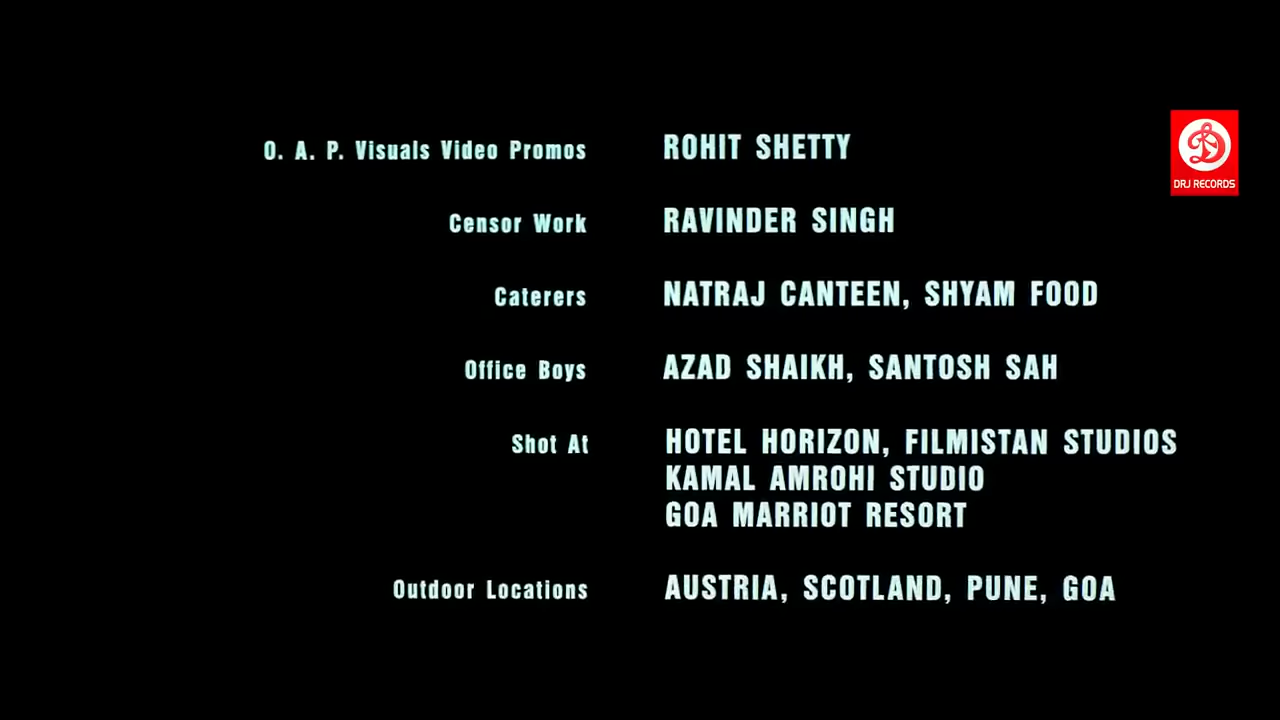 O. A. P. Visuals Video Promos ROHIT SHETTY
DRJ RECORDS
Censor Work RAVINDER SINGH
Caterers NATRAJ CANTEEN, SHYAM FOOD
Office Boys AZAD SHAIKH, SANTOSH SAH
Shot At HOTEL HORIZON, FILMISTAN STUDIOS
KAMAL AMROHI STUDIO
GOA MARRIOT RESORT
Outdoor Locations AUSTRIA, SCOTLAND, PUNE, GOA